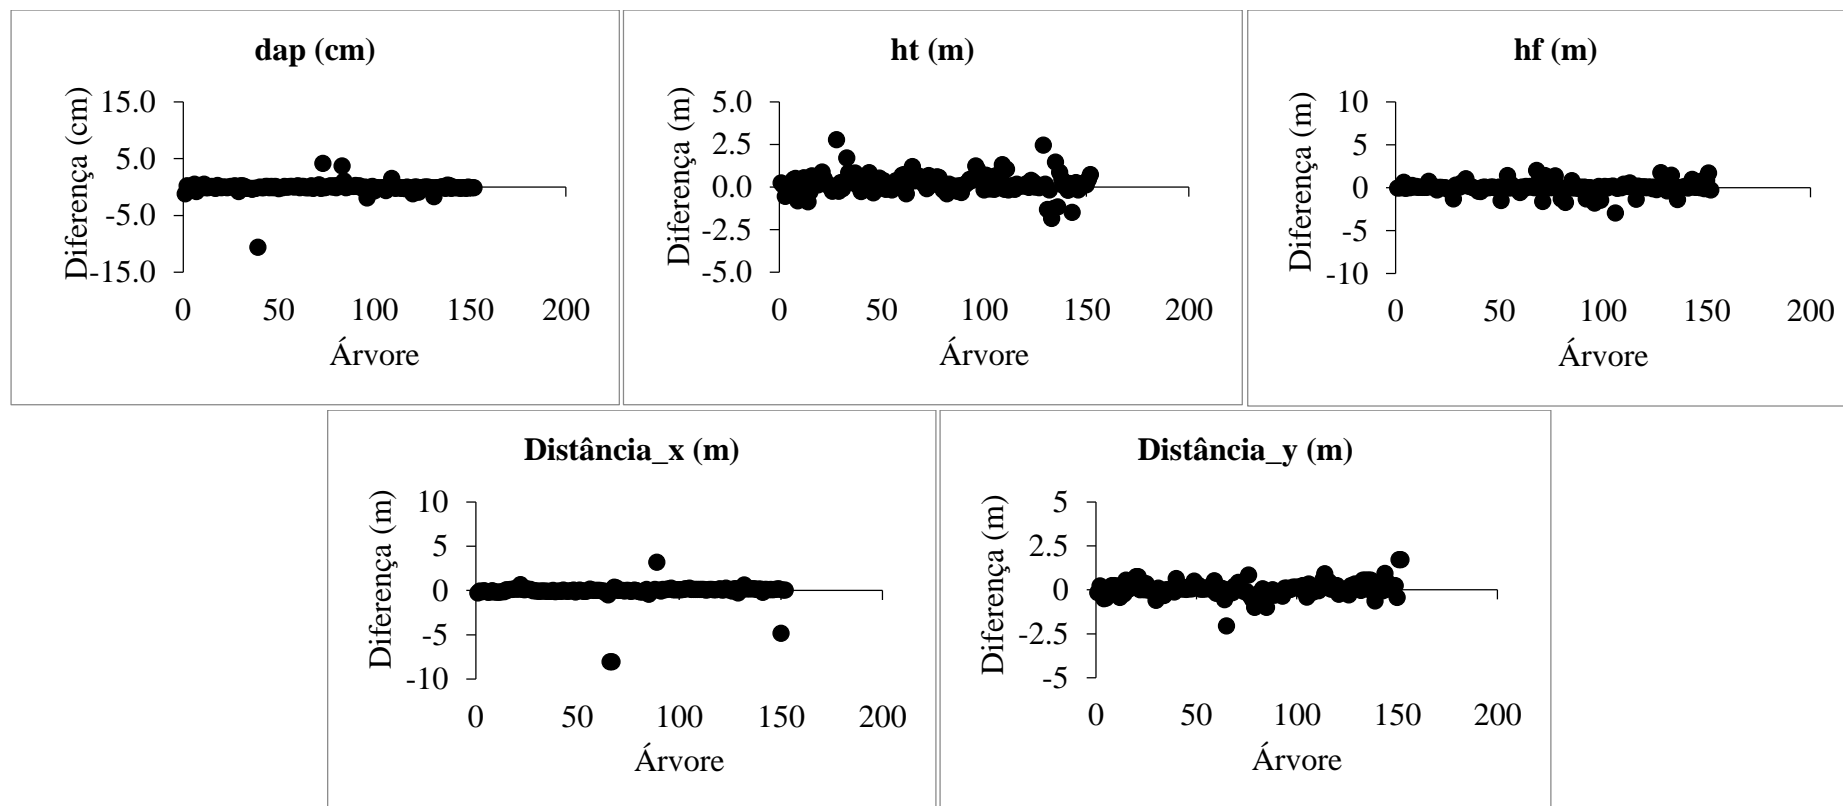 dap (cm)
Diferença (cm)
15.0
5.0
-5.0
-15.0
0 50 100 150 200
Árvore
ht (m)
Diferença (m)
5.0
2.5
0.0
-2.5
-5.0
0 50 100 150 200
Árvore
hf (m)
Diferença (m)
10
5
0
-5
-10
0 50 100 150 200
Árvore
Distância_x (m)
Diferença (m)
10
5
0
-5
-10
0 50 100 150 200
Árvore
Distância_y (m)
Diferença (m)
5
2.5
0
-2.5
-5
0 50 100 150 200
Árvore